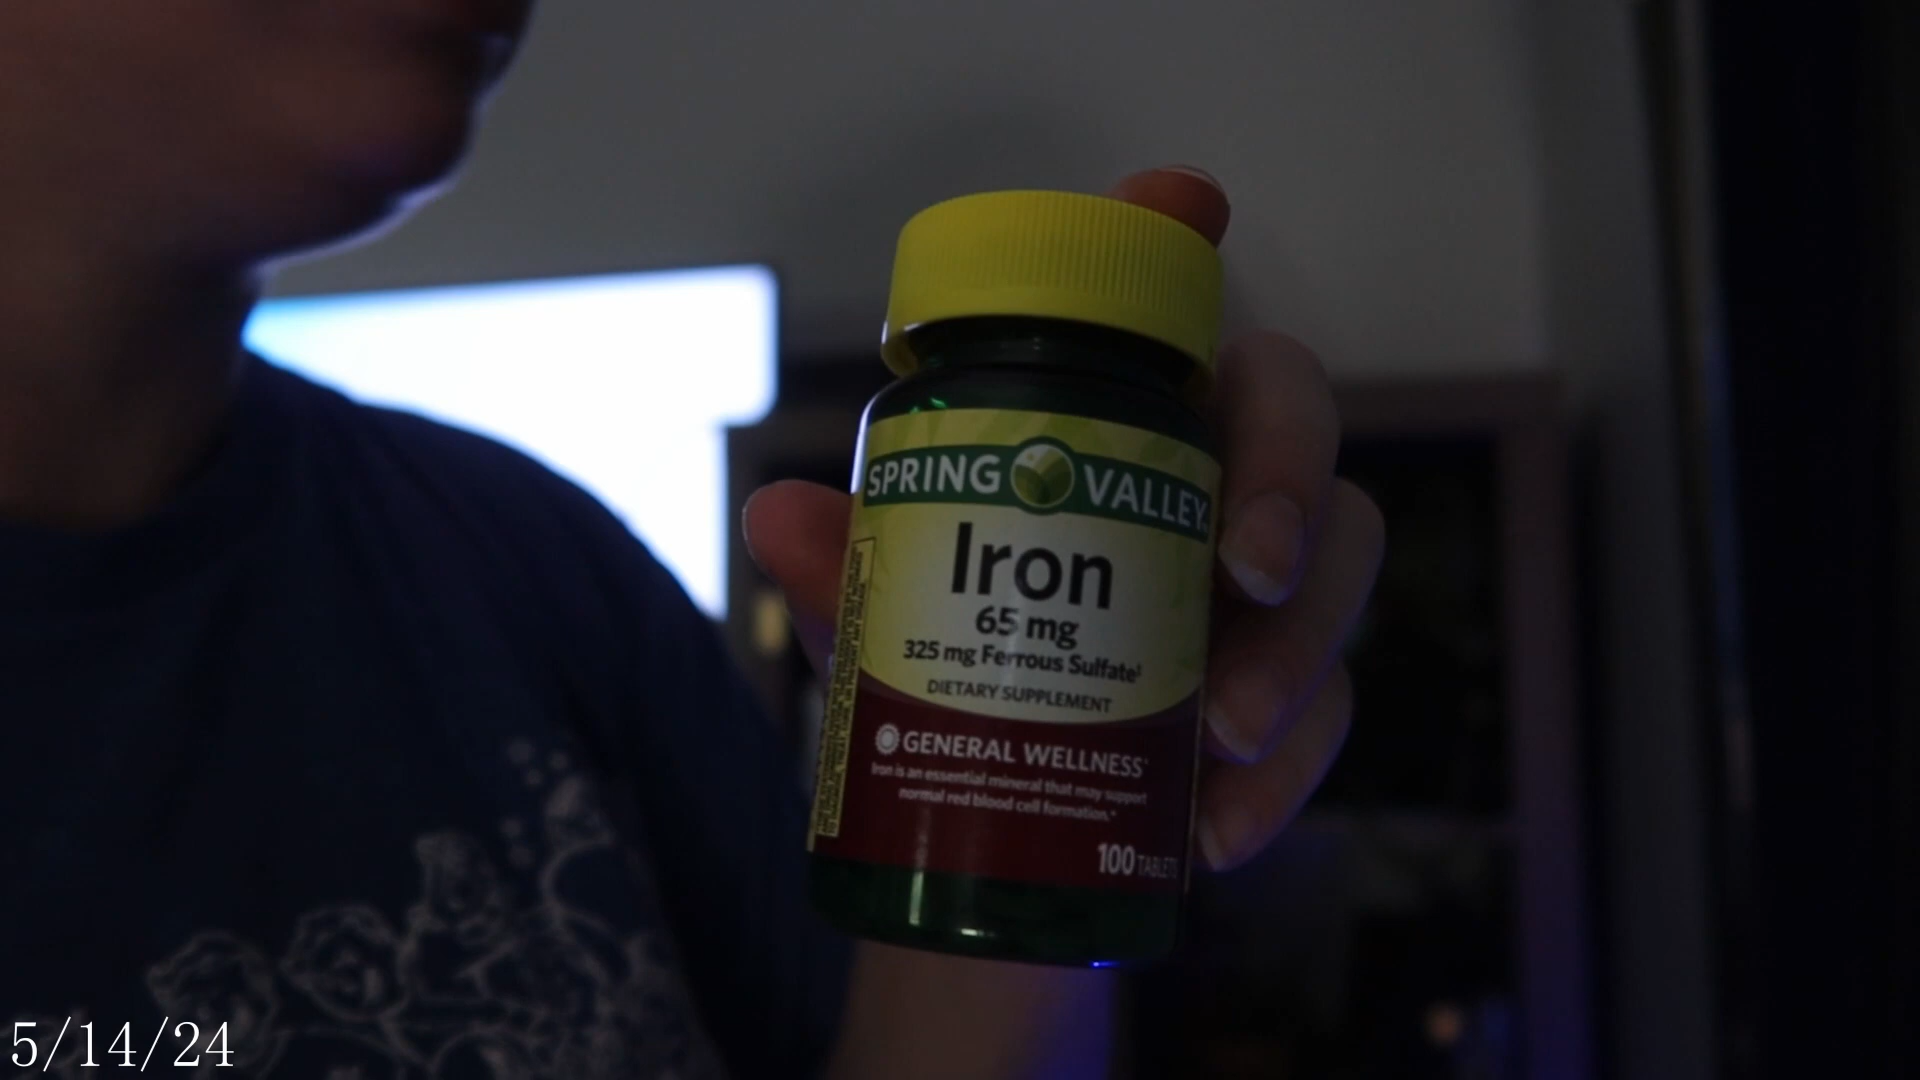 SPRING VALLEY
Iron
65 mg
325 mg Ferrous Sulfate‡
DIETARY SUPPLEMENT
GENERAL WELLNESS*
Iron is an essential mineral that may support
normal red blood cell formation.*
100 TABLETS
5/14/24